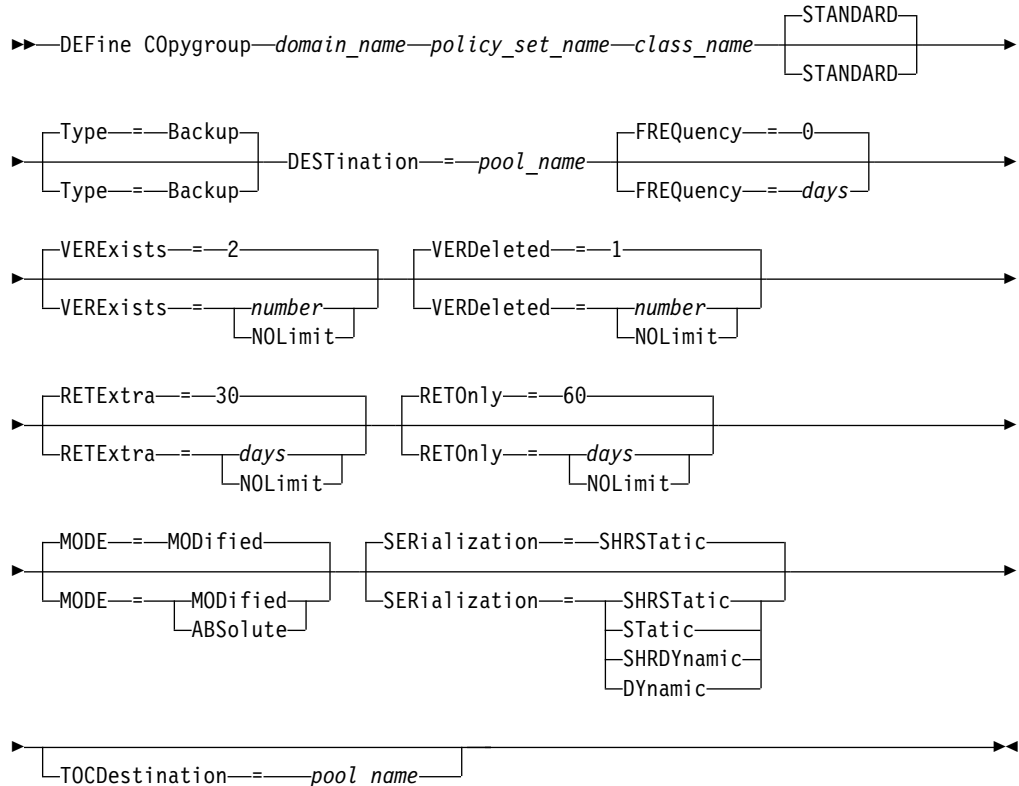 STANDARD
DEFine COpygroup domain_name policy_set_name class_name
STANDARD
Type = Backup FREQuency = 0
DESTination = pool_name
Type = Backup FREQuency = days
VERExists = 2 VERDeleted = 1
VERExists = number VERDeleted = number
NOLimit NOLimit
RETExtra = 30 RETOnly = 60
RETExtra = days RETOnly = days
NOLimit NOLimit
MODE = MODified SERialization = SHRSTatic
MODE = MODified SERialization = SHRSTatic
ABSolute STatic
SHRDYnamic
DYnamic
TOCDestination = pool_name